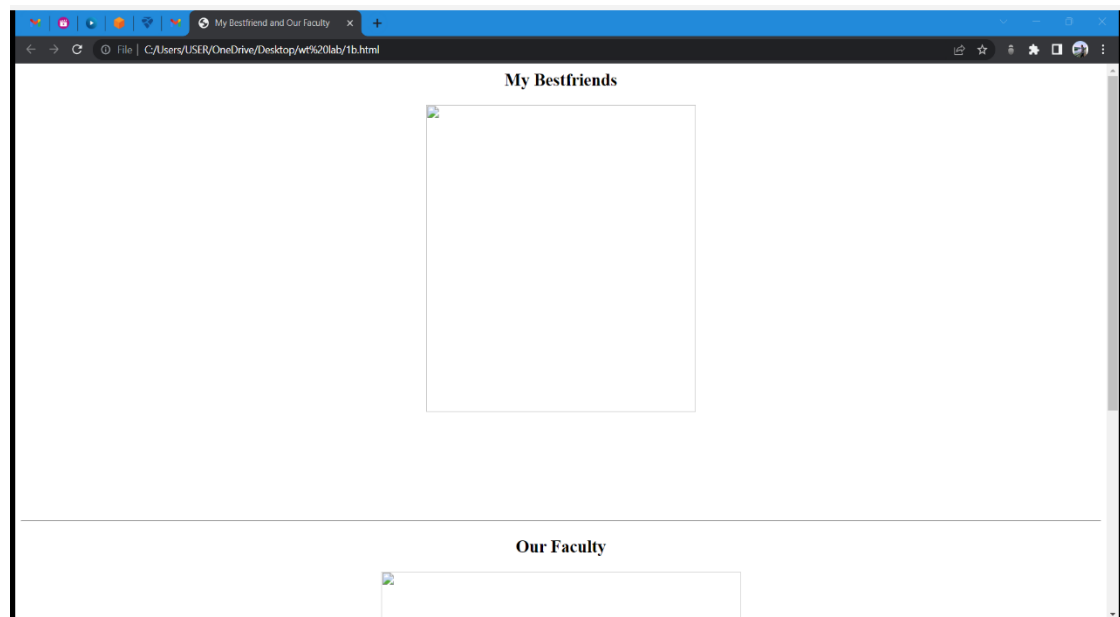 My Bestfriend and Our Faculty
File | C:/Users/USER/OneDrive/Desktop/wt%20lab/1b.html
My Bestfriends
Our Faculty